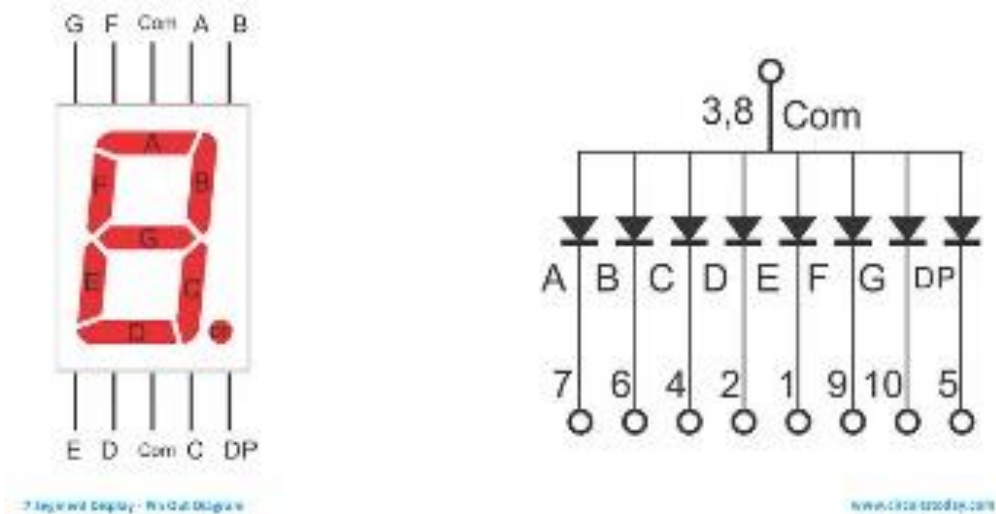 G F Com A B
A
F B
G
E C
D DP
E D Com C DP
7 Segment Display - Pin Out Diagram
3,8 Com
A B C D E F G DP
7 6 4 2 1 9 10 5
www.circuitstoday.com